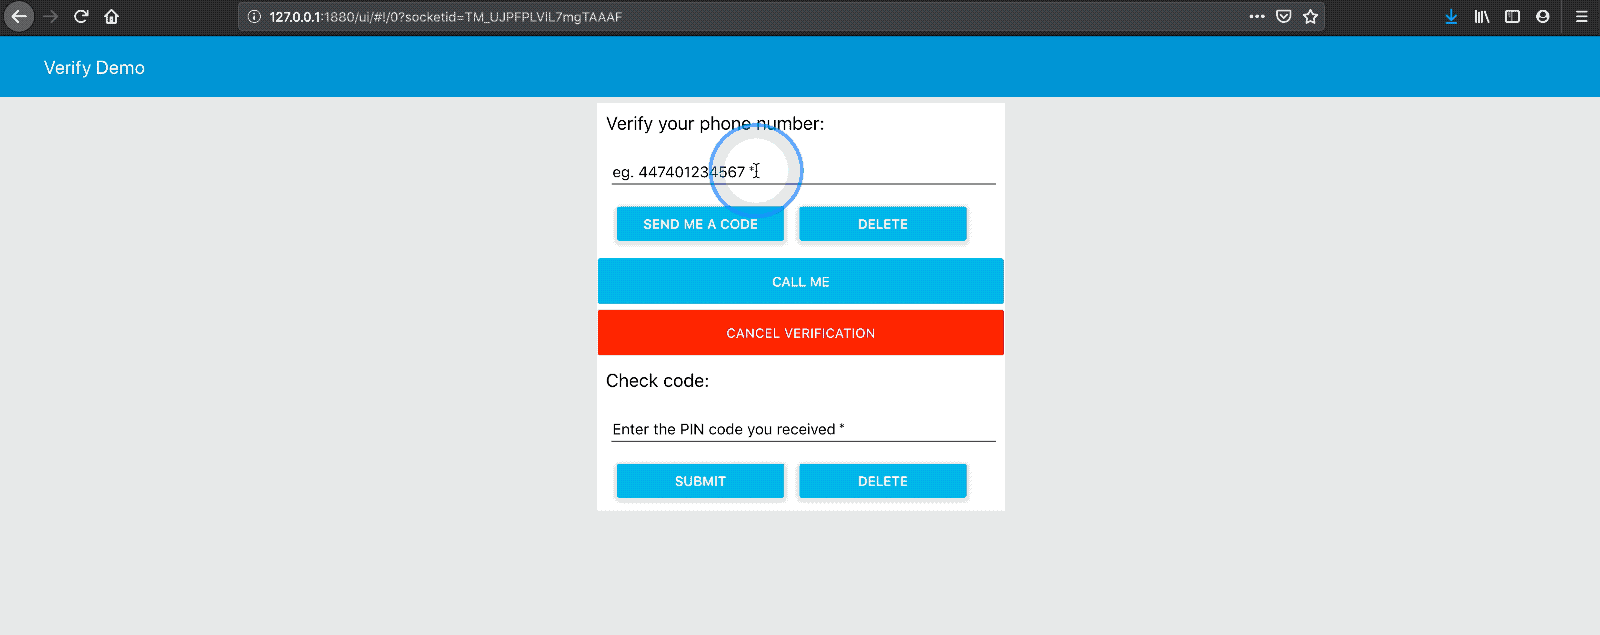 127.0.0.1:1880/ui/#!/0?socketid=TM_UJPFPLVIL7mgTAAAF
Verify Demo
Verify your phone number:
eg. 447401234567 *
SEND ME A CODE DELETE
CALL ME
CANCEL VERIFICATION
Check code:
Enter the PIN code you received *
SUBMIT DELETE